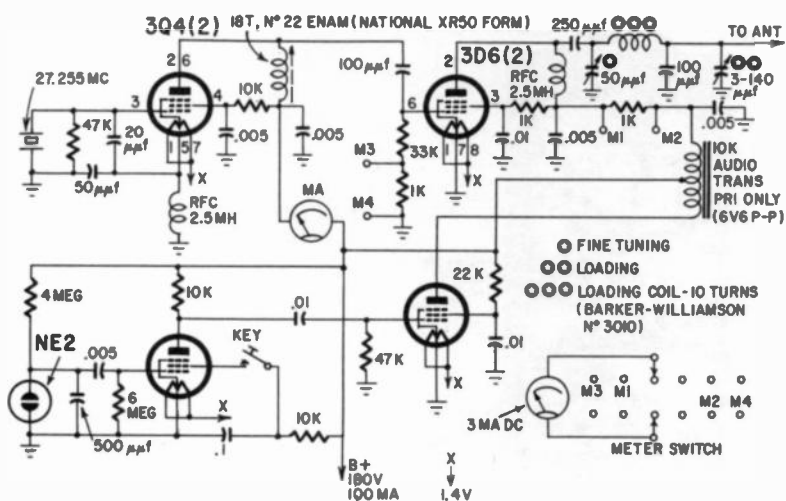 3Q4(2)
18T, Nº 22 ENAM (NATIONAL XR50 FORM)
250μμf
TO ANT
27.255 MC
2 6
3
4
10K
100μμf
3D6(2)
2
RFC
2.5MH
50μμf
100
μμf
3-140
μμf
47K
20
μμf
.005
.005
6
3
1K
1K
.01
.005
M1
M2
.005
1 5 7
X
50μμf
M3
33K
1 7 8
X
M4
1K
MA
RFC
2.5MH
10K
AUDIO
TRANS
PRI ONLY
(6V6 P-P)
FINE TUNING
LOADING
LOADING COIL-10 TURNS
(BARKER-WILLIAMSON
Nº 3010)
4 MEG
10K
22K
.01
KEY
NE2
.005
47K
.01
X
6
MEG
X
500μμf
.1
10K
3 MA DC
M3 M1
M2 M4
METER SWITCH
B+
180V
100 MA
X
1.4V